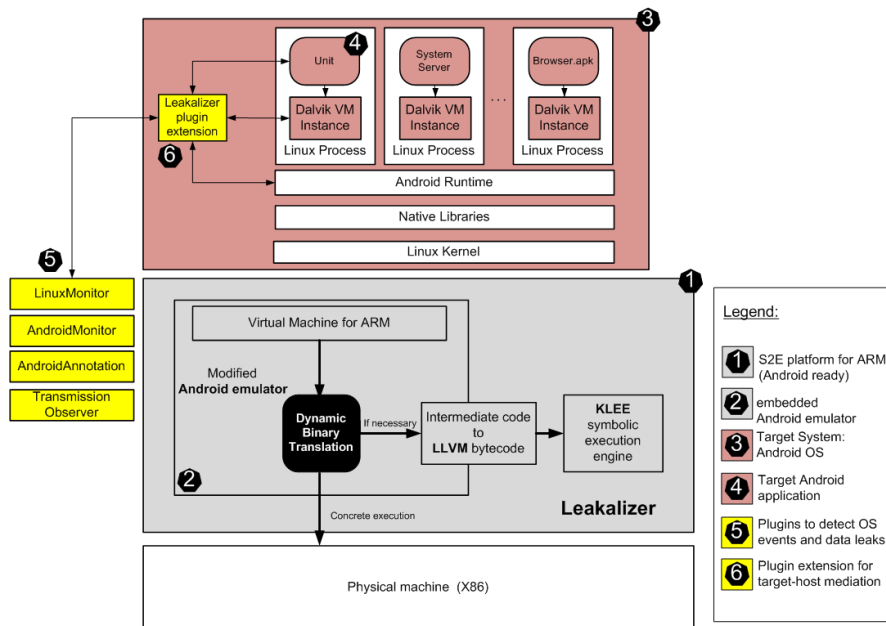 3
4
Unit
System
Server
Browser.apk
Leakalizer
plugin
extension
6
Dalvik VM
Instance
Dalvik VM
Instance
...
Dalvik VM
Instance
Linux Process
Linux Process
Linux Process
Android Runtime
Native Libraries
Linux Kernel
5
LinuxMonitor
AndroidMonitor
AndroidAnnotation
Transmission
Observer
1
Virtual Machine for ARM
Modified
Android emulator
Dynamic
Binary
Translation
If necessary
Intermediate code
to
LLVM bytecode
KLEE
symbolic
execution
engine
2
Leakalizer
Concrete execution
Physical machine (X86)
Legend:
1 S2E platform for ARM
(Android ready)
2 embedded
Android emulator
3 Target System:
Android OS
4 Target Android
application
5 Plugins to detect OS
events and data leaks
6 Plugin extension for
target-host mediation